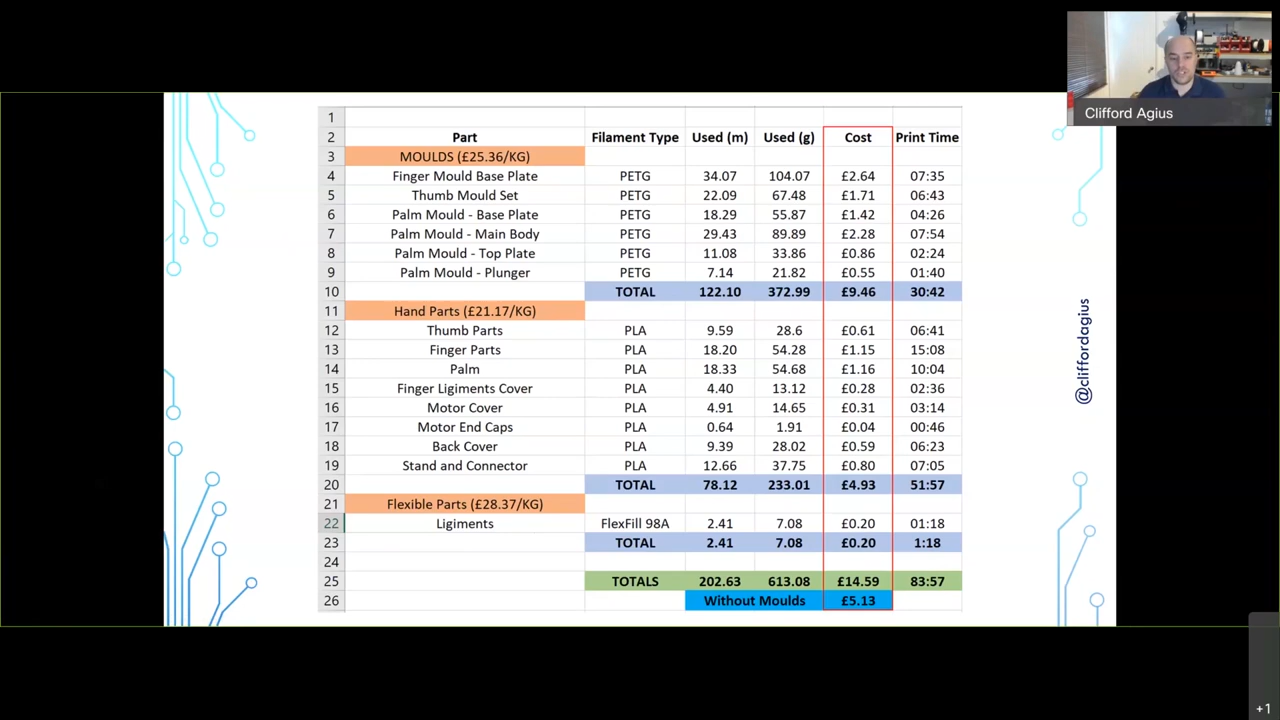 Clifford Agius
1
2 Part Filament Type Used (m) Used (g) Cost Print Time
3 MOULDS (£25.36/KG)
4 Finger Mould Base Plate PETG 34.07 104.07 £2.64 07:35
5 Thumb Mould Set PETG 22.09 67.48 £1.71 06:43
6 Palm Mould - Base Plate PETG 18.29 55.87 £1.42 04:26
7 Palm Mould - Main Body PETG 29.43 89.89 £2.28 07:54
8 Palm Mould - Top Plate PETG 11.08 33.86 £0.86 02:24
9 Palm Mould - Plunger PETG 7.14 21.82 £0.55 01:40
10 TOTAL 122.10 372.99 £9.46 30:42
11 Hand Parts (£21.17/KG)
12 Thumb Parts PLA 9.59 28.6 £0.61 06:41
13 Finger Parts PLA 18.20 54.28 £1.15 15:08
14 Palm PLA 18.33 54.68 £1.16 10:04
15 Finger Ligiments Cover PLA 4.40 13.12 £0.28 02:36
16 Motor Cover PLA 4.91 14.65 £0.31 03:14
17 Motor End Caps PLA 0.64 1.91 £0.04 00:46
18 Back Cover PLA 9.39 28.02 £0.59 06:23
19 Stand and Connector PLA 12.66 37.75 £0.80 07:05
20 TOTAL 78.12 233.01 £4.93 51:57
21 Flexible Parts (£28.37/KG)
22 Ligiments FlexFill 98A 2.41 7.08 £0.20 01:18
23 TOTAL 2.41 7.08 £0.20 1:18
24
25 TOTALS 202.63 613.08 £14.59 83:57
26 Without Moulds £5.13
@cliffordagius
+1